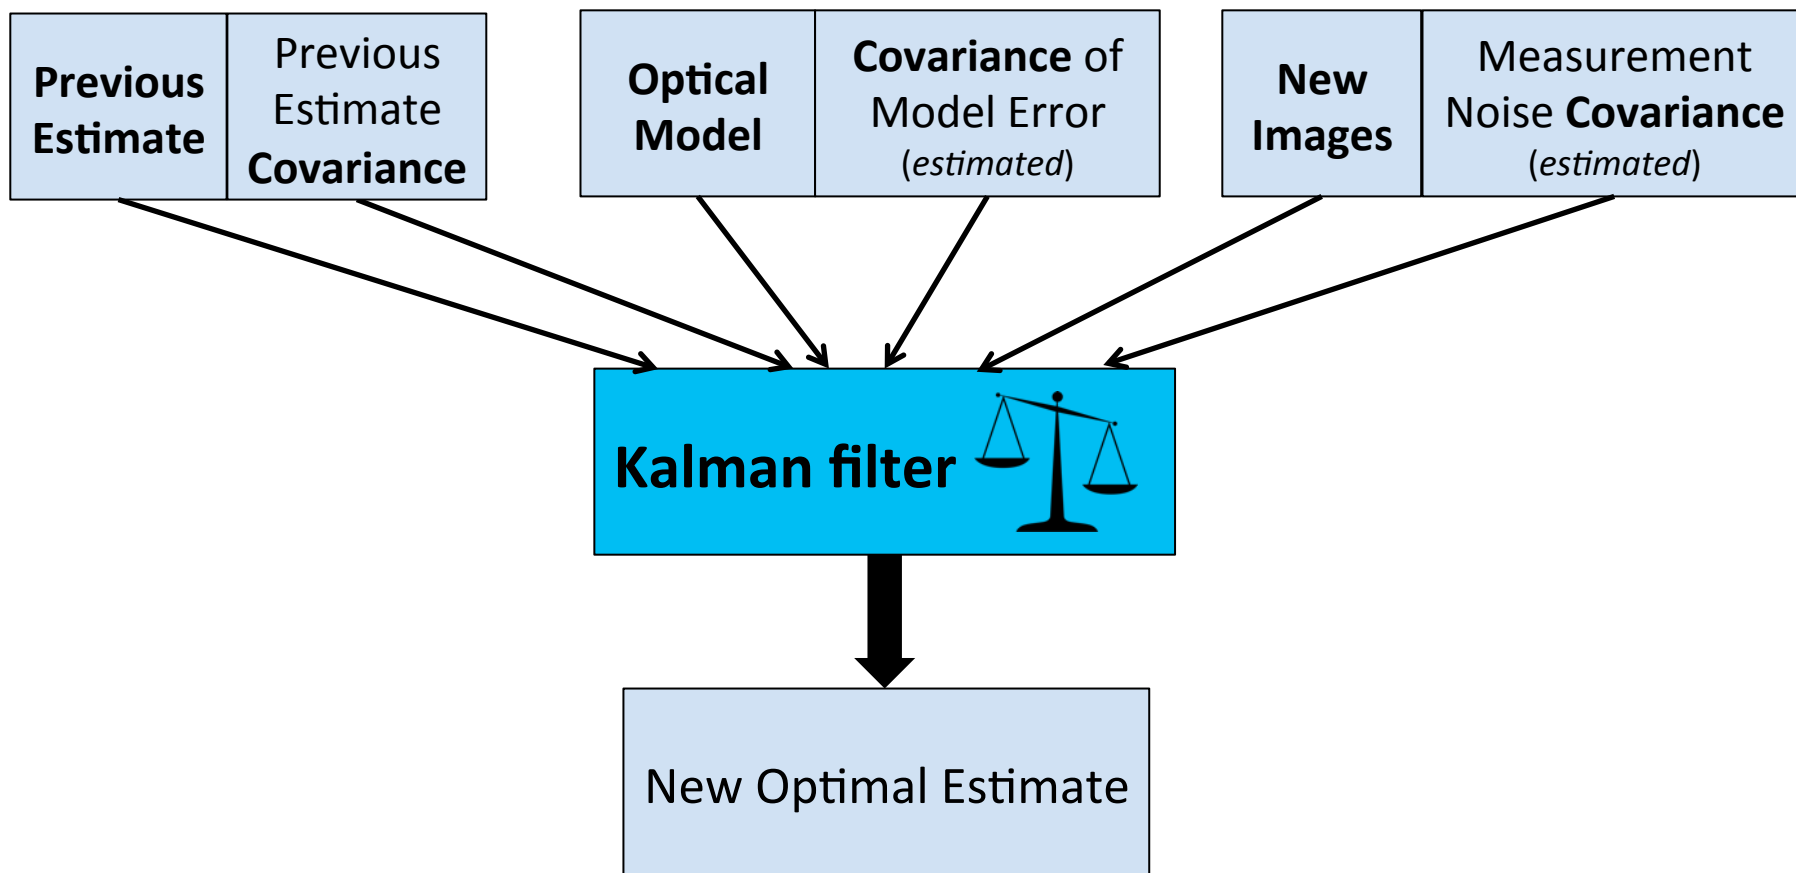 Previous
Estimate
Previous
Estimate
Covariance
Optical
Model
Covariance of
Model Error
(estimated)
New
Images
Measurement
Noise Covariance
(estimated)
Kalman filter
New Optimal Estimate